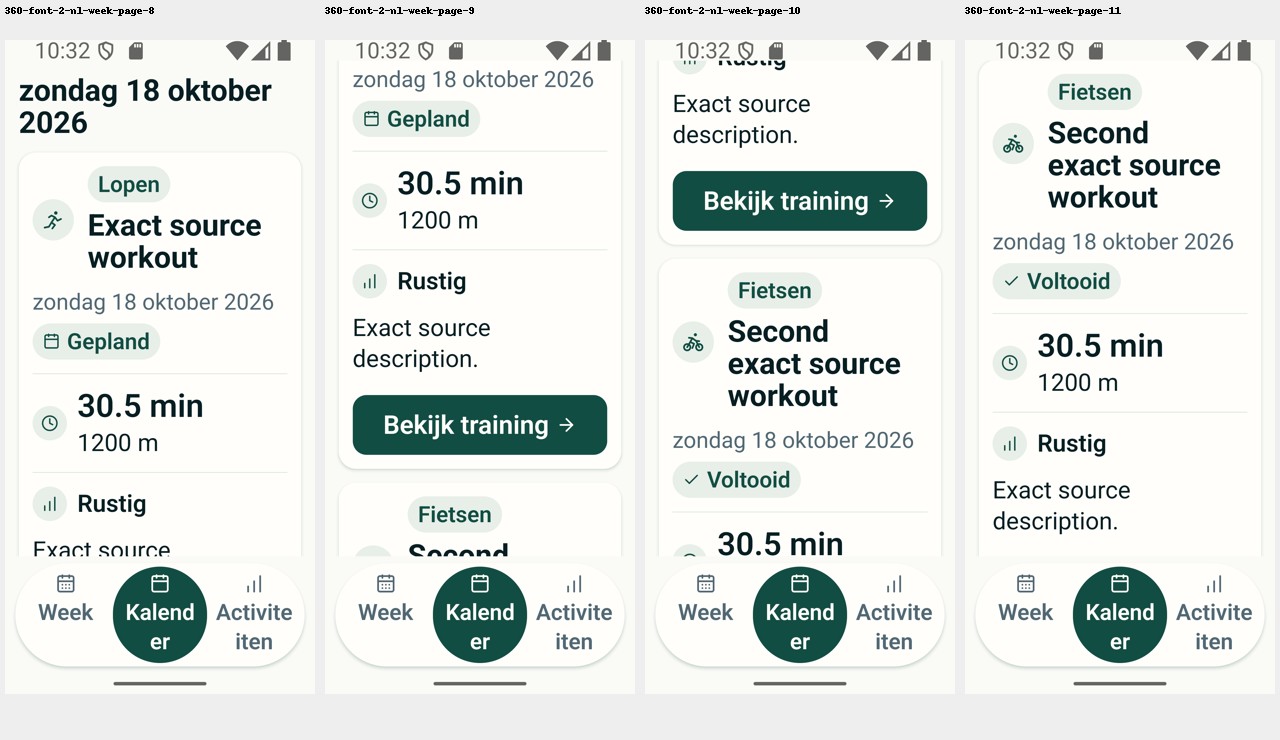 360-font-2-nl-week-page-8
10:32
zondag 18 oktober
2026
Lopen
Exact source
workout
zondag 18 oktober 2026
Gepland
30.5 min
1200 m
Rustig
Exact source
Week
Kalend
er
Activite
iten
360-font-2-nl-week-page-9
10:32
zondag 18 oktober 2026
Gepland
30.5 min
1200 m
Rustig
Exact source
description.
Bekijk training →
Fietsen
Second
Week
Kalend
er
Activite
iten
360-font-2-nl-week-page-10
10:32
Rustig
Exact source
description.
Bekijk training →
Fietsen
Second
exact source
workout
zondag 18 oktober 2026
Voltooid
30.5 min
Week
Kalend
er
Activite
iten
360-font-2-nl-week-page-11
10:32
Fietsen
Second
exact source
workout
zondag 18 oktober 2026
Voltooid
30.5 min
1200 m
Rustig
Exact source
description.
Week
Kalend
er
Activite
iten